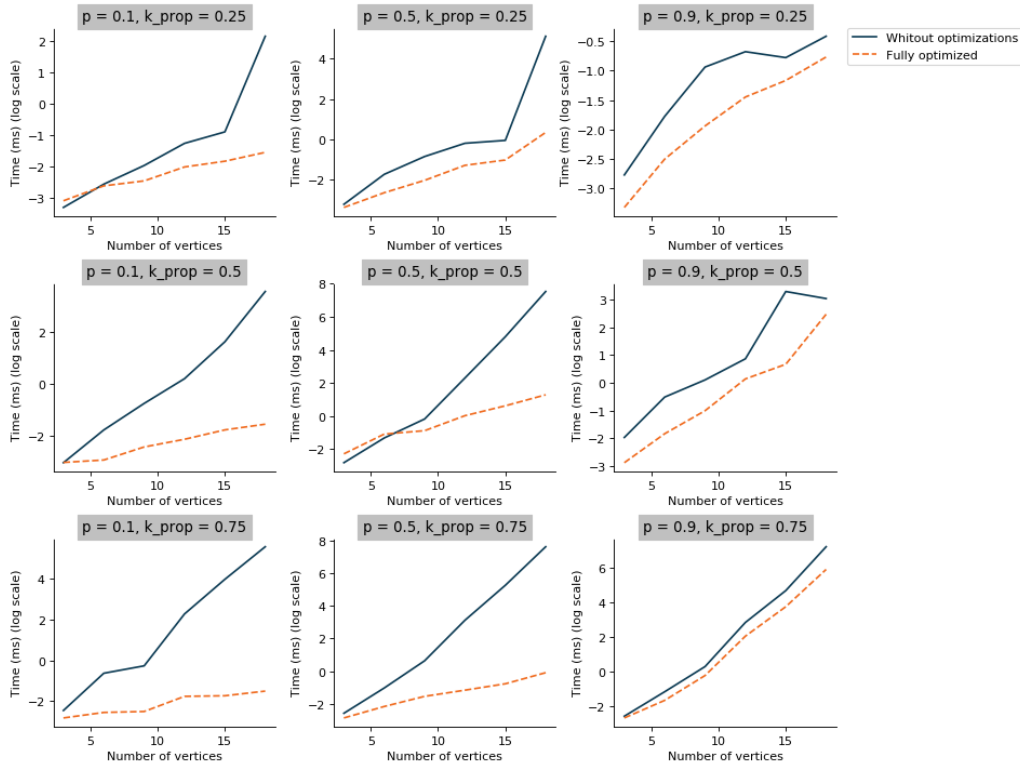 p = 0.1, k_prop = 0.25
p = 0.5, k_prop = 0.25
p = 0.9, k_prop = 0.25
Whitout optimizations
Fully optimized
Time (ms) (log scale)
2
1
0
−1
−2
−3
5
10
15
Number of vertices
Time (ms) (log scale)
4
2
0
−2
5
10
15
Number of vertices
Time (ms) (log scale)
−0.5
−1.0
−1.5
−2.0
−2.5
−3.0
5
10
15
Number of vertices
p = 0.1, k_prop = 0.5
p = 0.5, k_prop = 0.5
p = 0.9, k_prop = 0.5
Time (ms) (log scale)
2
0
−2
5
10
15
Number of vertices
Time (ms) (log scale)
8
6
4
2
0
−2
5
10
15
Number of vertices
Time (ms) (log scale)
3
2
1
0
−1
−2
−3
5
10
15
Number of vertices
p = 0.1, k_prop = 0.75
p = 0.5, k_prop = 0.75
p = 0.9, k_prop = 0.75
Time (ms) (log scale)
4
2
0
−2
5
10
15
Number of vertices
Time (ms) (log scale)
8
6
4
2
0
−2
5
10
15
Number of vertices
Time (ms) (log scale)
6
4
2
0
−2
5
10
15
Number of vertices